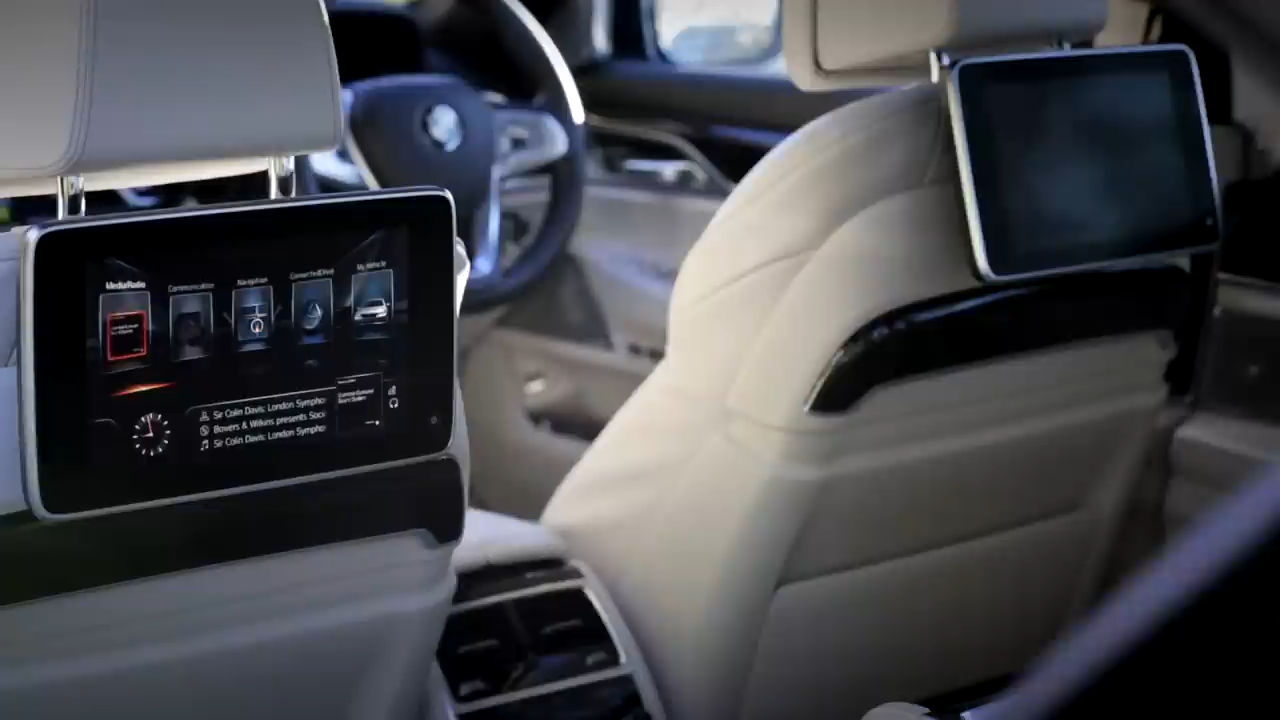 Media/Radio
Communication
Navigation
ConnectedDrive
My Vehicle
Sir Colin Davis: London Sympho
Bowers & Wilkins presents Soci
Sir Colin Davis: London Sympho